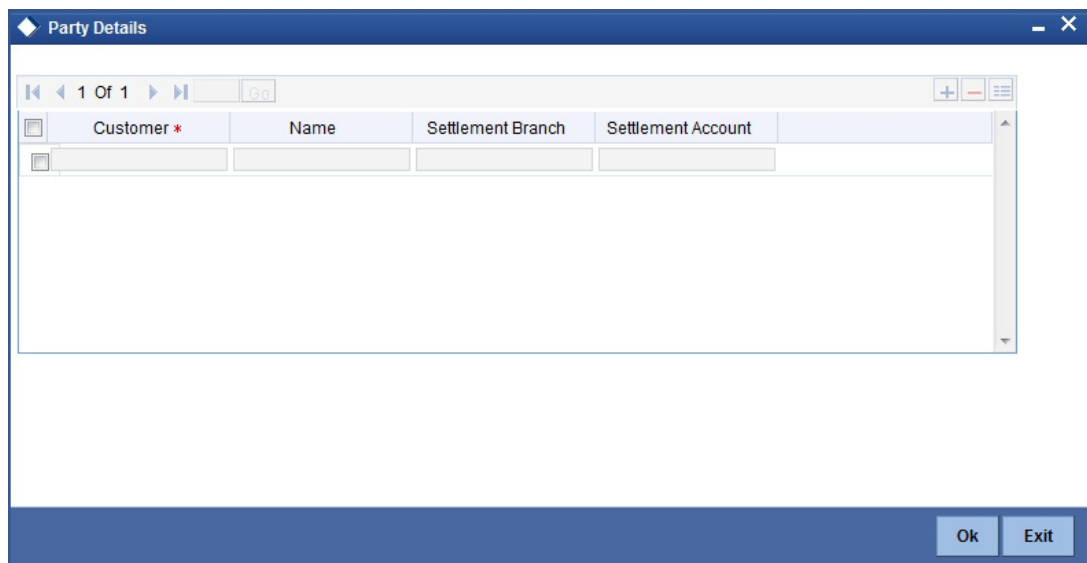 Party Details
1 Of 1 Go
Customer * Name Settlement Branch Settlement Account
Ok Exit